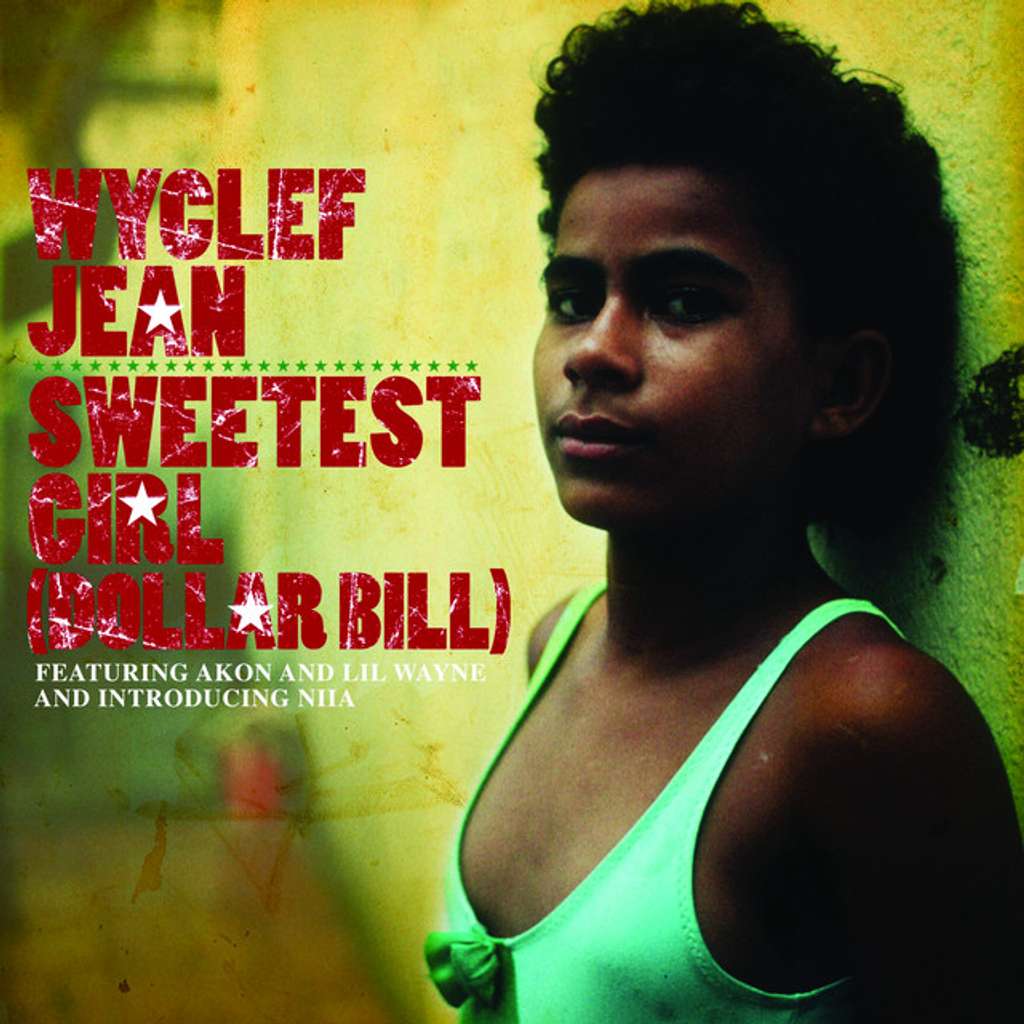 WYCLEF
JEAN
SWEETEST
GIRL
(DOLLAR BILL)
FEATURING AKON AND LIL WAYNE
AND INTRODUCING NIIA